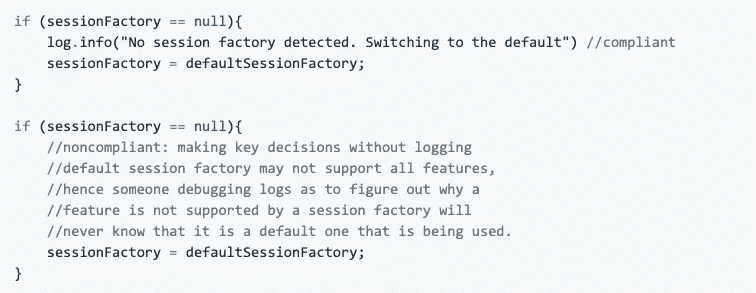 if (sessionFactory == null){
    log.info("No session factory detected. Switching to the default") //compliant
    sessionFactory = defaultSessionFactory;
}

if (sessionFactory == null){
    //noncompliant: making key decisions without logging
    //default session factory may not support all features,
    //hence someone debugging logs as to figure out why a
    //feature is not supported by a session factory will
    //never know that it is a default one that is being used.
    sessionFactory = defaultSessionFactory;
}